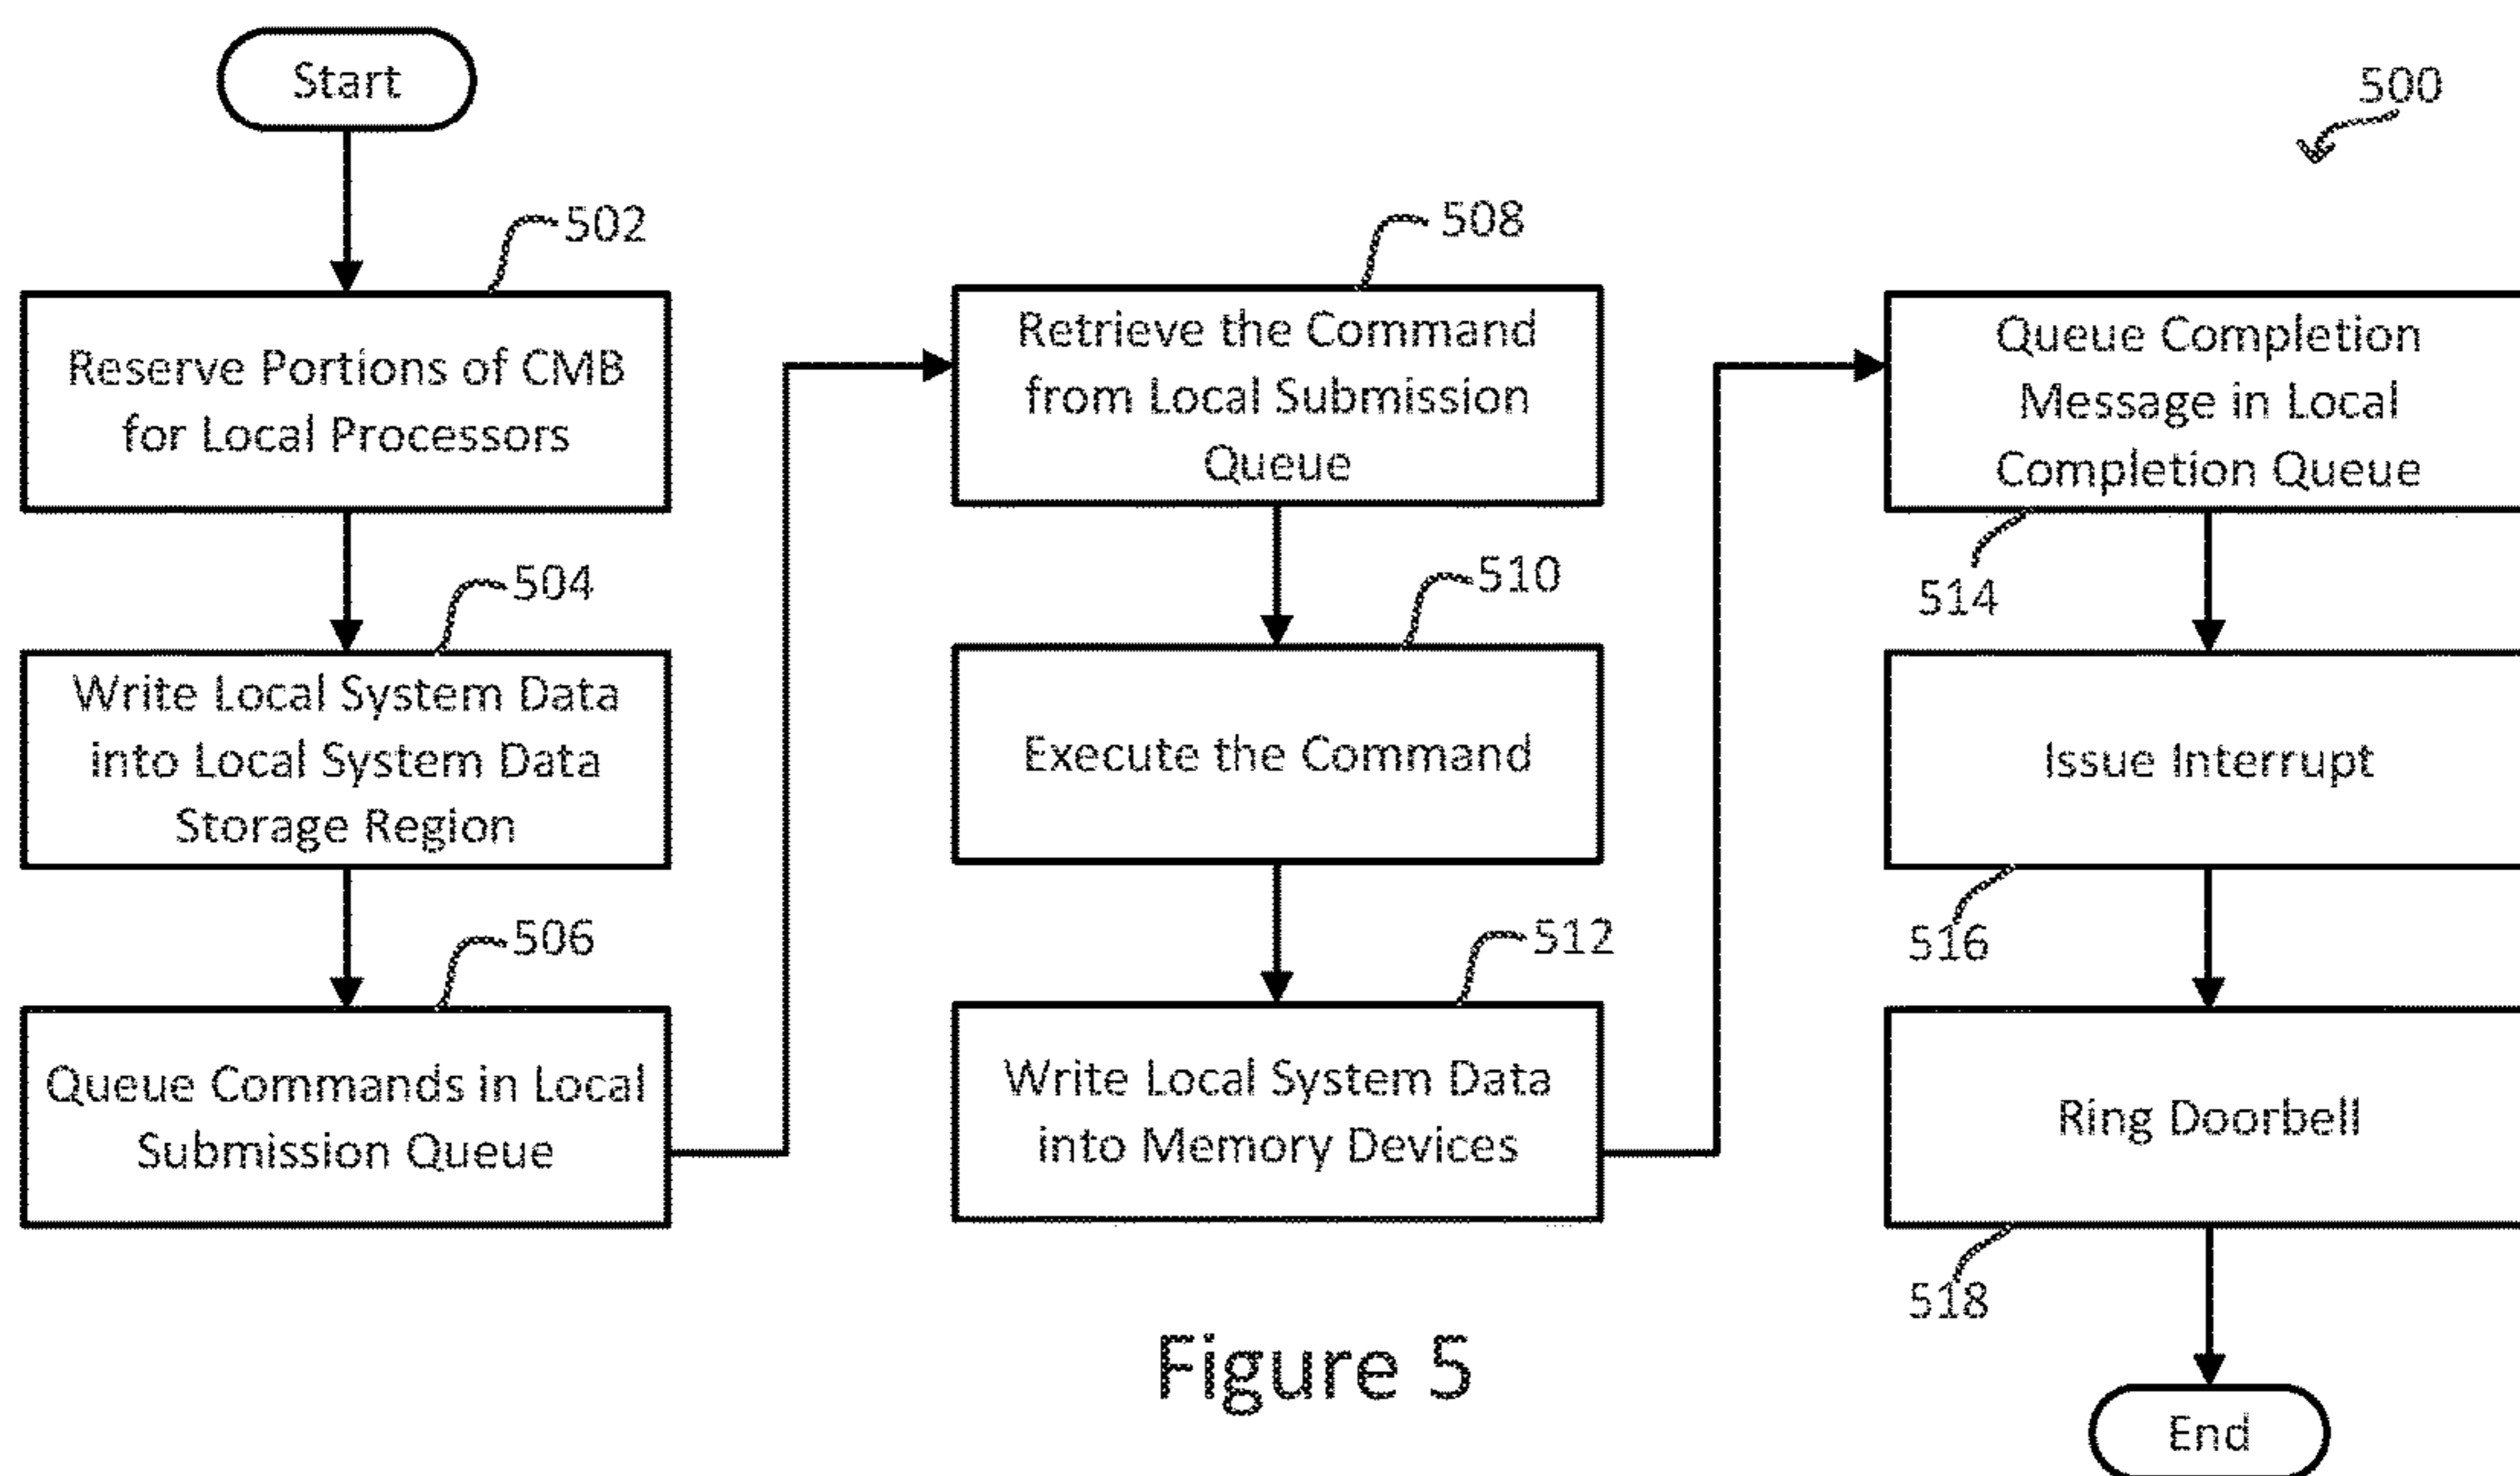 Start
500
502
Reserve Portions of CMB
for Local Processors
504
Write Local System Data
into Local System Data
Storage Region
506
Queue Commands in Local
Submission Queue
508
Retrieve the Command
from Local Submission
Queue
510
Execute the Command
512
Write Local System Data
into Memory Devices
Queue Completion
Message in Local
Completion Queue
514
Issue Interrupt
516
Ring Doorbell
518
End
Figure 5